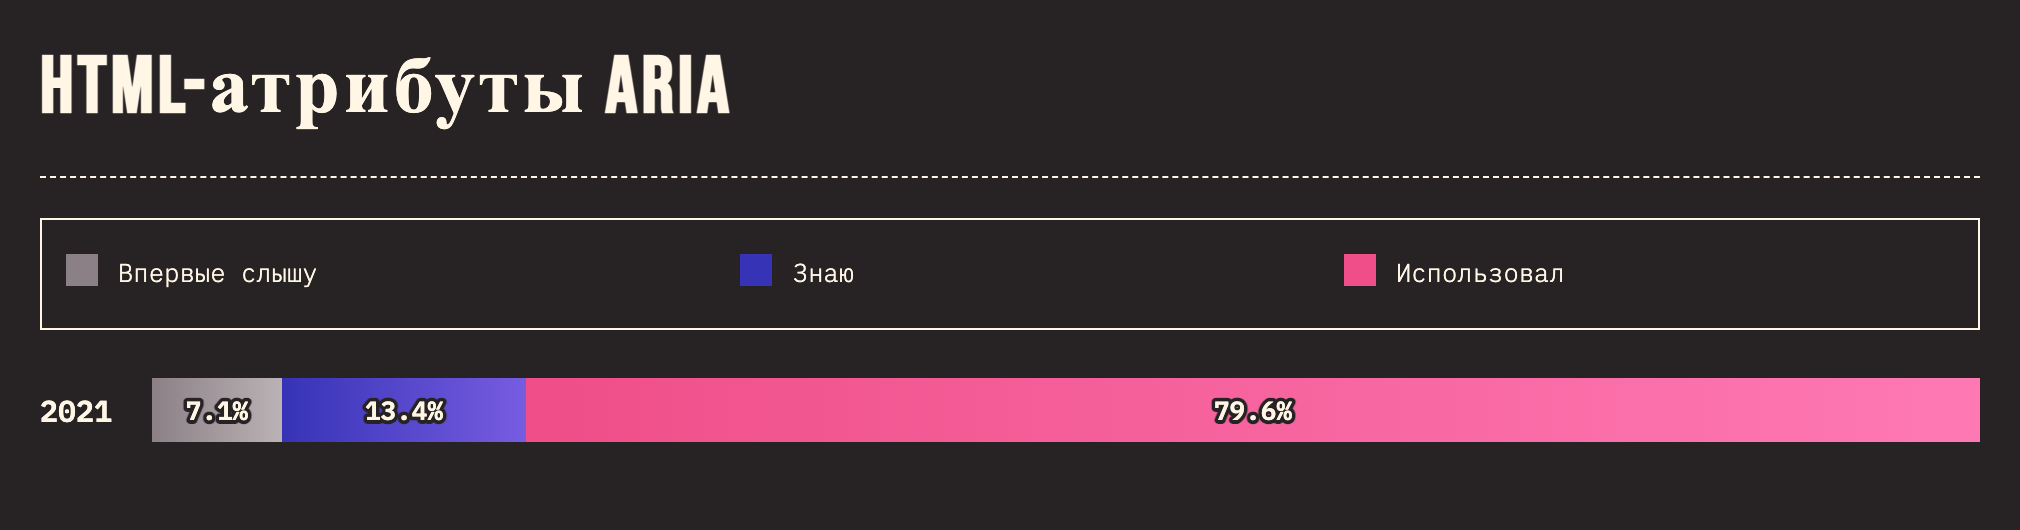 HTML-атрибуты ARIA
Впервые слышу Знаю Использовал
2021 7.1% 13.4% 79.6%